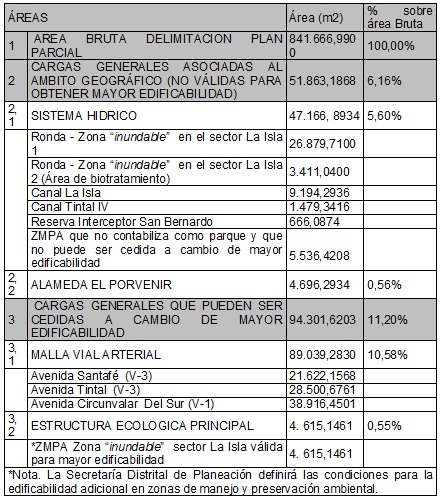 ÁREAS Área (m2) % sobre
área Bruta
1 AREA BRUTA DELIMITACION PLAN
PARCIAL 841.666,990
0 100,00%
2 CARGAS GENERALES ASOCIADAS AL
AMBITO GEOGRÁFICO (NO VÁLIDAS PARA
OBTENER MAYOR EDIFICABILIDAD) 51.863,1868 6,16%
2,
1 SISTEMA HIDRICO 47.166, 8934 5,60%
Ronda - Zona “inundable” en el sector La Isla
1 26.879,7100
Ronda - Zona “inundable” en el sector La Isla
2 (Área de biotratamiento) 3.411,0400
Canal La Isla 9.194,2936
Canal Tintal IV 1.479,3416
Reserva Interceptor San Bernardo 666,0874
ZMPA que no contabiliza como parque y que
no puede ser cedida a cambio de mayor
edificabilidad 5.536,4208
2,
2 ALAMEDA EL PORVENIR 4.696,2934 0,56%
3 CARGAS GENERALES QUE PUEDEN SER
CEDIDAS A CAMBIO DE MAYOR
EDIFICABILIDAD 94.301,6203 11,20%
3,
1 MALLA VIAL ARTERIAL 89.039,2830 10,58%
Avenida Santafé (V-3) 21.622,1568
Avenida Tintal (V-3) 28.500,6761
Avenida Circunvalar Del Sur (V-1) 38.916,4501
3,
2 ESTRUCTURA ECOLOGICA PRINCIPAL 4. 615,1461 0,55%
*ZMPA Zona “inundable” sector La Isla válida
para mayor edificabilidad 4. 615,1461
*Nota. La Secretaría Distrital de Planeación definirá las condiciones para la
edificabilidad adicional en zonas de manejo y preservación ambiental.